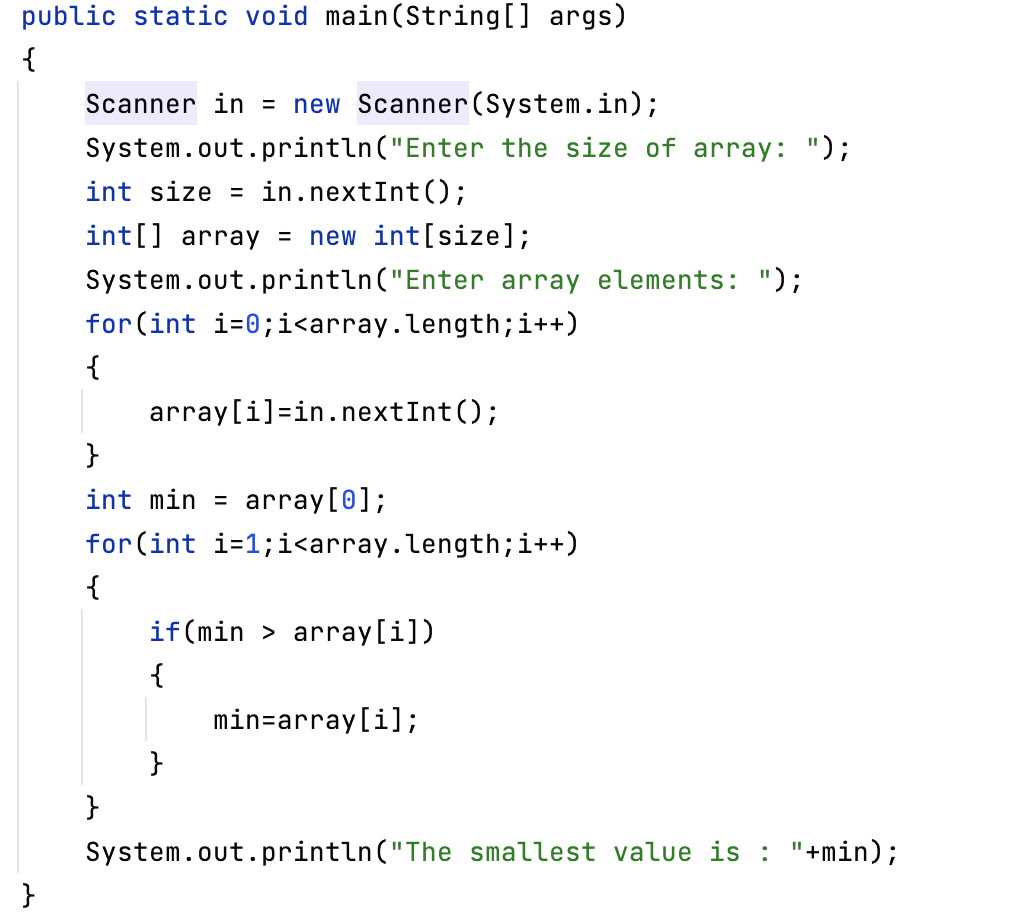 public static void main(String[] args)
{
    Scanner in = new Scanner(System.in);
    System.out.println("Enter the size of array: ");
    int size = in.nextInt();
    int[] array = new int[size];
    System.out.println("Enter array elements: ");
    for(int i=0;i<array.length;i++)
    {
        array[i]=in.nextInt();
    }
    int min = array[0];
    for(int i=1;i<array.length;i++)
    {
        if(min > array[i])
        {
            min=array[i];
        }
    }
    System.out.println("The smallest value is : "+min);
}